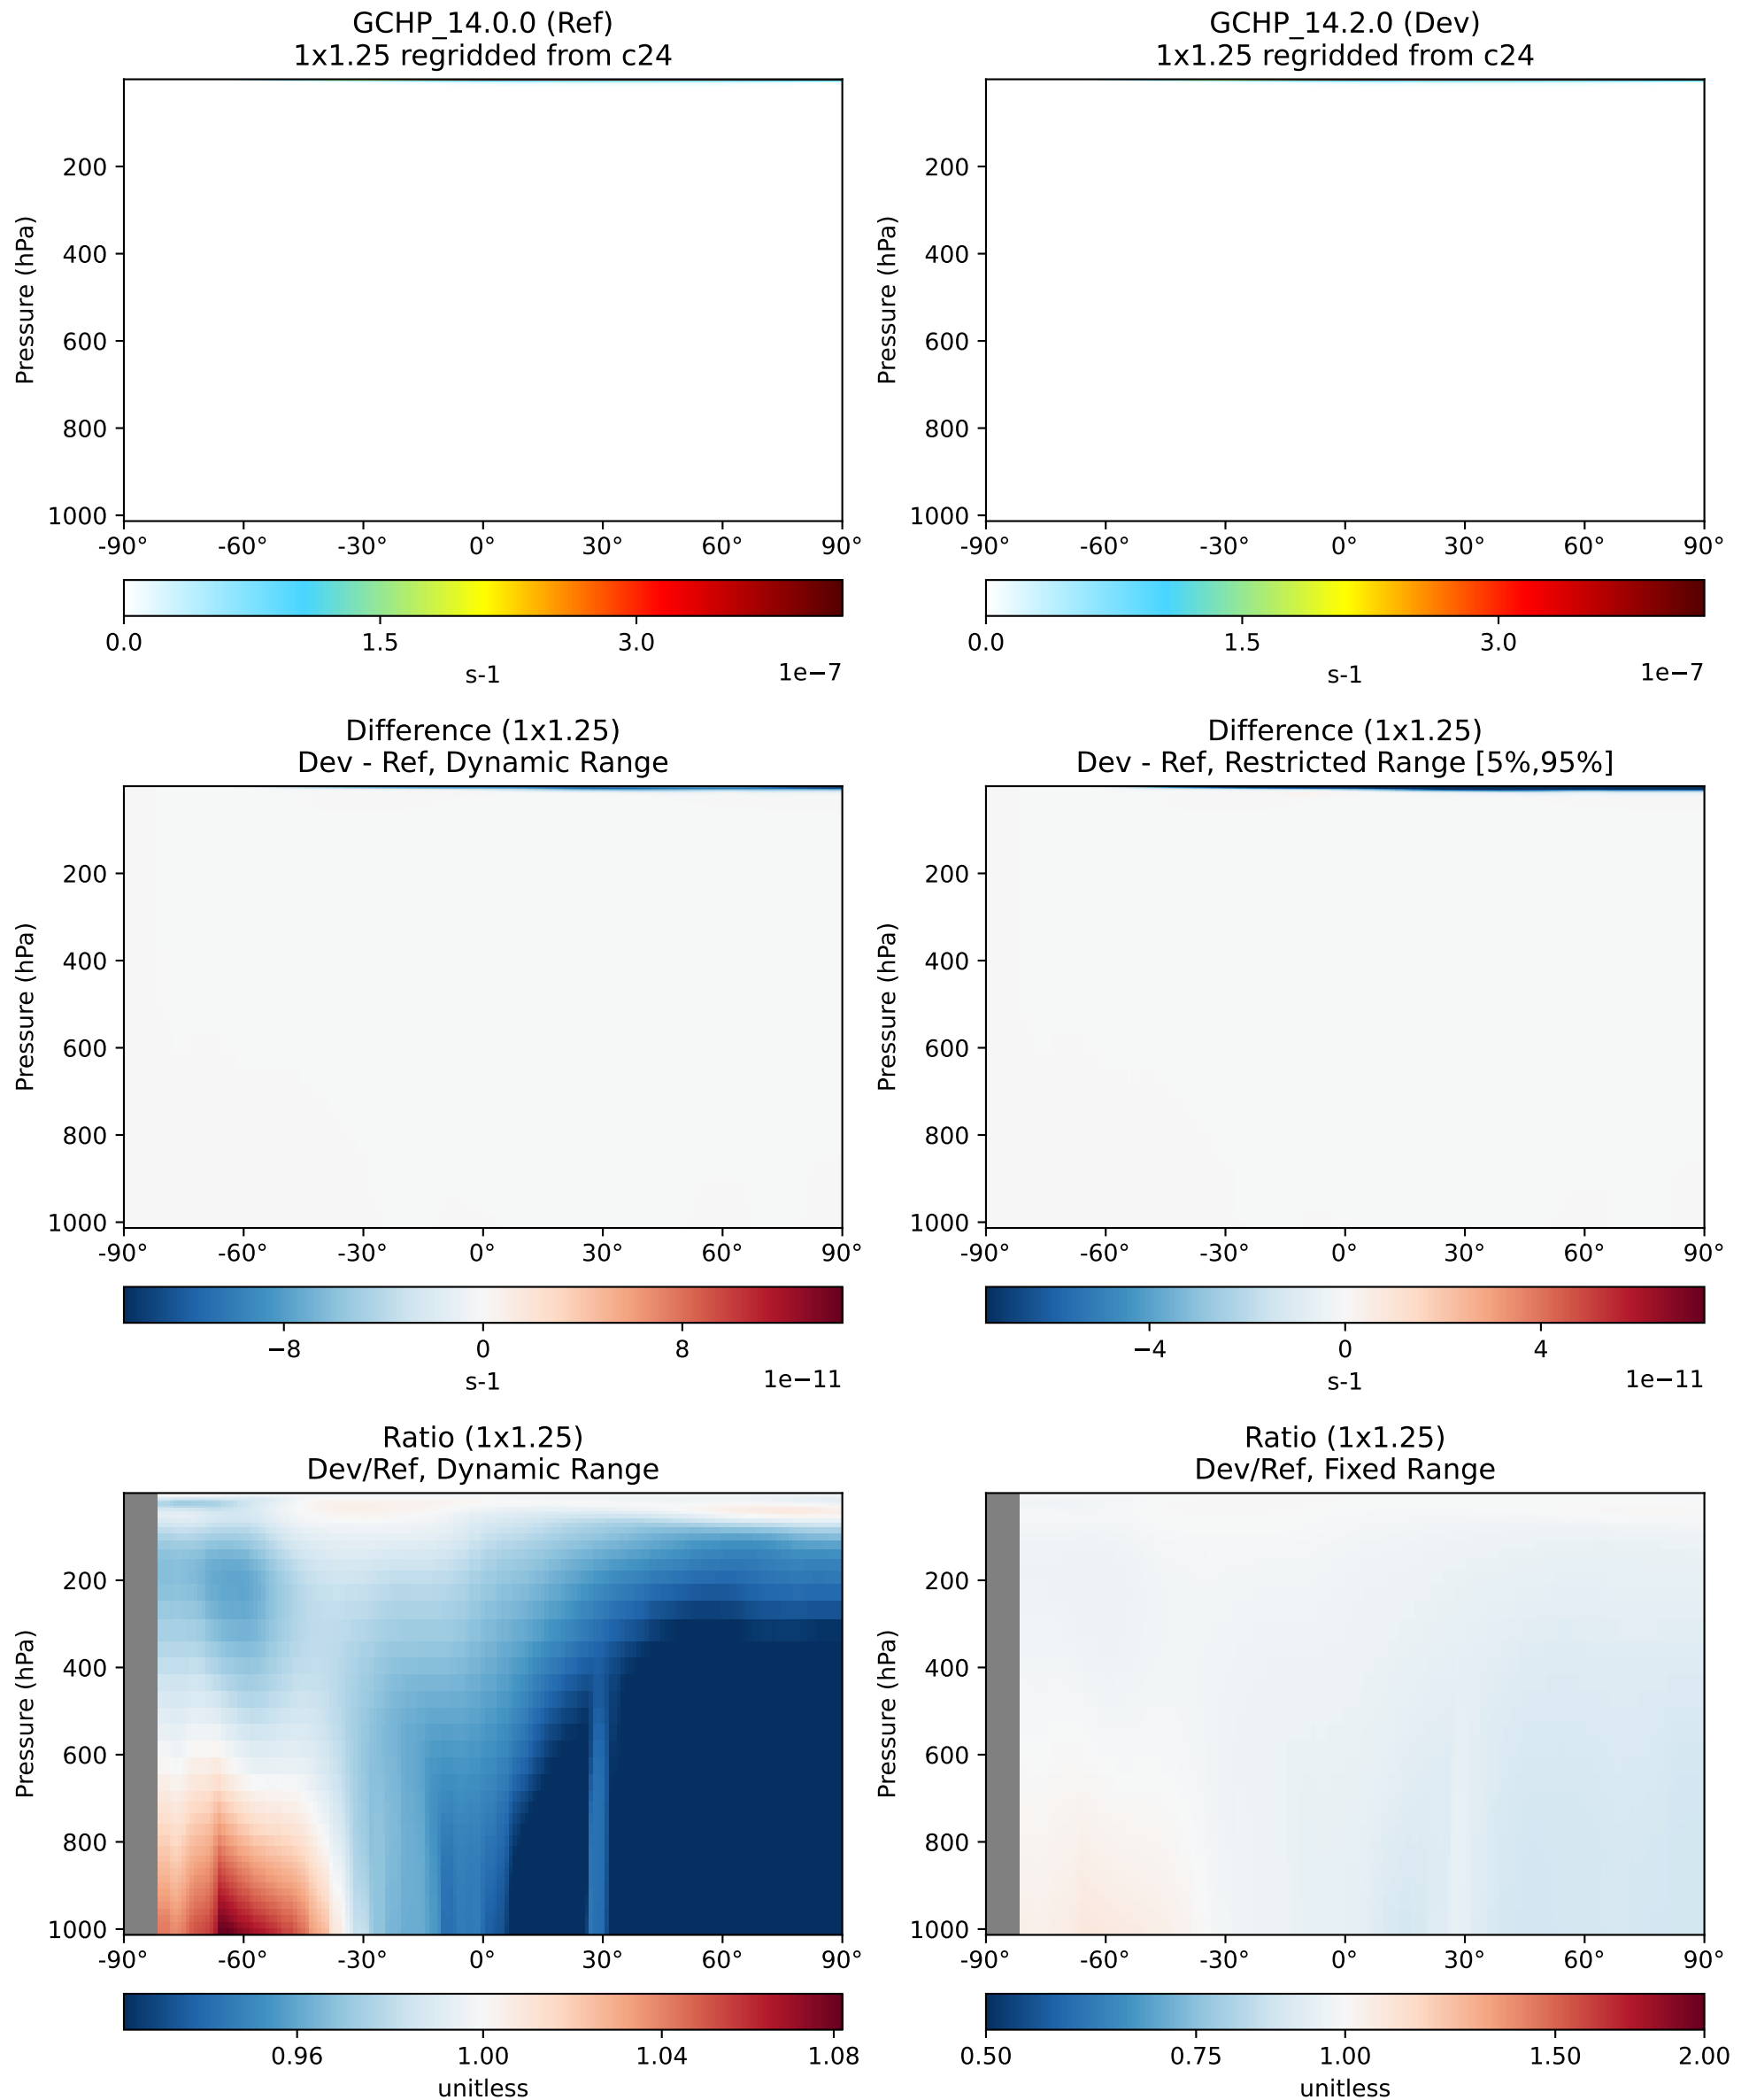 GCHP_14.0.0 (Ref)
1x1.25 regridded from c24
Pressure (hPa)
200
400
600
800
1000
-90° -60° -30° 0° 30° 60° 90°
0.0 1.5 3.0
s-1 1e−7
GCHP_14.2.0 (Dev)
1x1.25 regridded from c24
Pressure (hPa)
200
400
600
800
1000
-90° -60° -30° 0° 30° 60° 90°
0.0 1.5 3.0
s-1 1e−7
Difference (1x1.25)
Dev - Ref, Dynamic Range
Pressure (hPa)
200
400
600
800
1000
-90° -60° -30° 0° 30° 60° 90°
−8 0 8
s-1 1e−11
Difference (1x1.25)
Dev - Ref, Restricted Range [5%,95%]
Pressure (hPa)
200
400
600
800
1000
-90° -60° -30° 0° 30° 60° 90°
−4 0 4
s-1 1e−11
Ratio (1x1.25)
Dev/Ref, Dynamic Range
Pressure (hPa)
200
400
600
800
1000
-90° -60° -30° 0° 30° 60° 90°
0.96 1.00 1.04 1.08
unitless
Ratio (1x1.25)
Dev/Ref, Fixed Range
Pressure (hPa)
200
400
600
800
1000
-90° -60° -30° 0° 30° 60° 90°
0.50 0.75 1.00 1.50 2.00
unitless